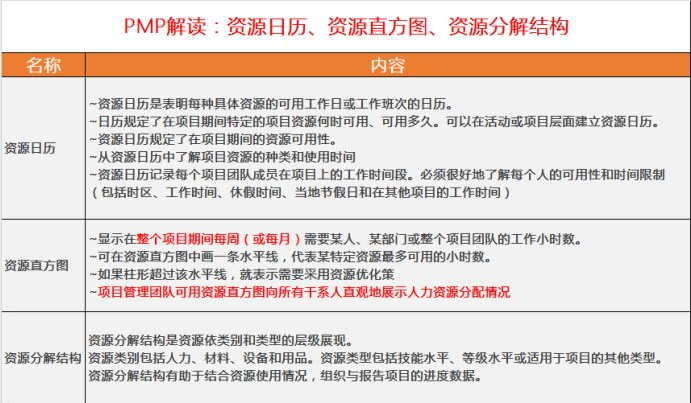 PMP解读：资源日历、资源直方图、资源分解结构
名称
内容
资源日历
~资源日历是表明每种具体资源的可用工作日或工作班次的日历。
~日历规定了在项目期间特定的项目资源何时可用、可用多久。可以在活动或项目层面建立资源日历。
~资源日历规定了在项目期间的资源可用性。
~从资源日历中了解项目资源的种类和使用时间
~资源日历记录每个项目团队成员在项目上的工作时间段。必须很好地了解每个人的可用性和时间限制
（包括时区、工作时间、休假时间、当地节假日和在其他项目的工作时间）
资源直方图
~显示在整个项目期间每周（或每月）需要某人、某部门或整个项目团队的工作小时数。
~可在资源直方图中画一条水平线，代表某特定资源最多可用的小时数。
~如果柱形超过该水平线，就表示需要采用资源优化策
~项目管理团队可用资源直方图向所有干系人直观地展示人力资源分配情况
资源分解结构
资源分解结构是资源依类别和类型的层级展现。
资源类别包括人力、材料、设备和用品。资源类型包括技能水平、等级水平或适用于项目的其他类型。
资源分解结构有助于结合资源使用情况，组织与报告项目的进度数据。